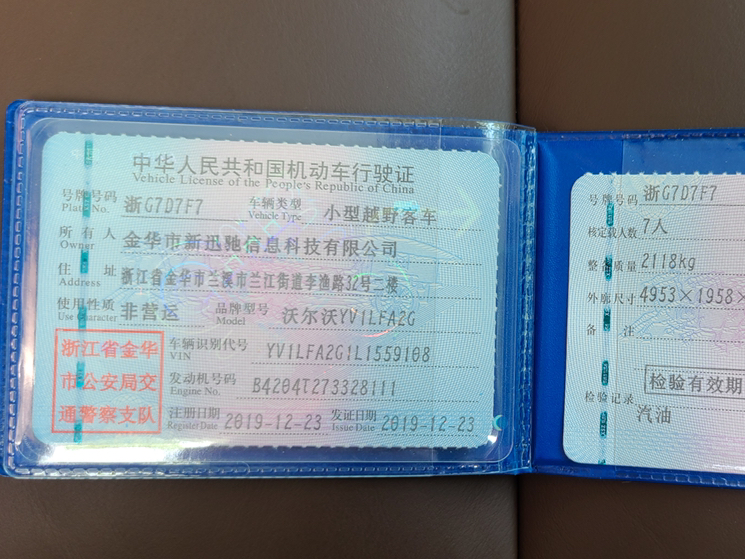 中华人民共和国机动车行驶证
Vehicle License of the People's Republic of China
号牌号码 浙G7D7F7 车辆类型 小型越野客车
Plate No. Vehicle Type
所有人 金华市新迅驰信息科技有限公司
Owner
住址 浙江省金华市兰溪市兰江街道李渔路32号二楼
Address
使用性质 非营运 品牌型号 沃尔沃YV1LFA2G
Use Character Model
浙江省金华
市公安局交
通警察支队
车辆识别代号 YV1LFA2G1L1559108
VIN
发动机号码 B4204T273328111
Engine No.
注册日期 2019-12-23 发证日期 2019-12-23
Register Date Issue Date
号牌号码 浙G7D7F7
核定载人数 7人
整备质量 2118kg
外廓尺寸 4953×1958×
备注
检验有效期
检验记录
汽油